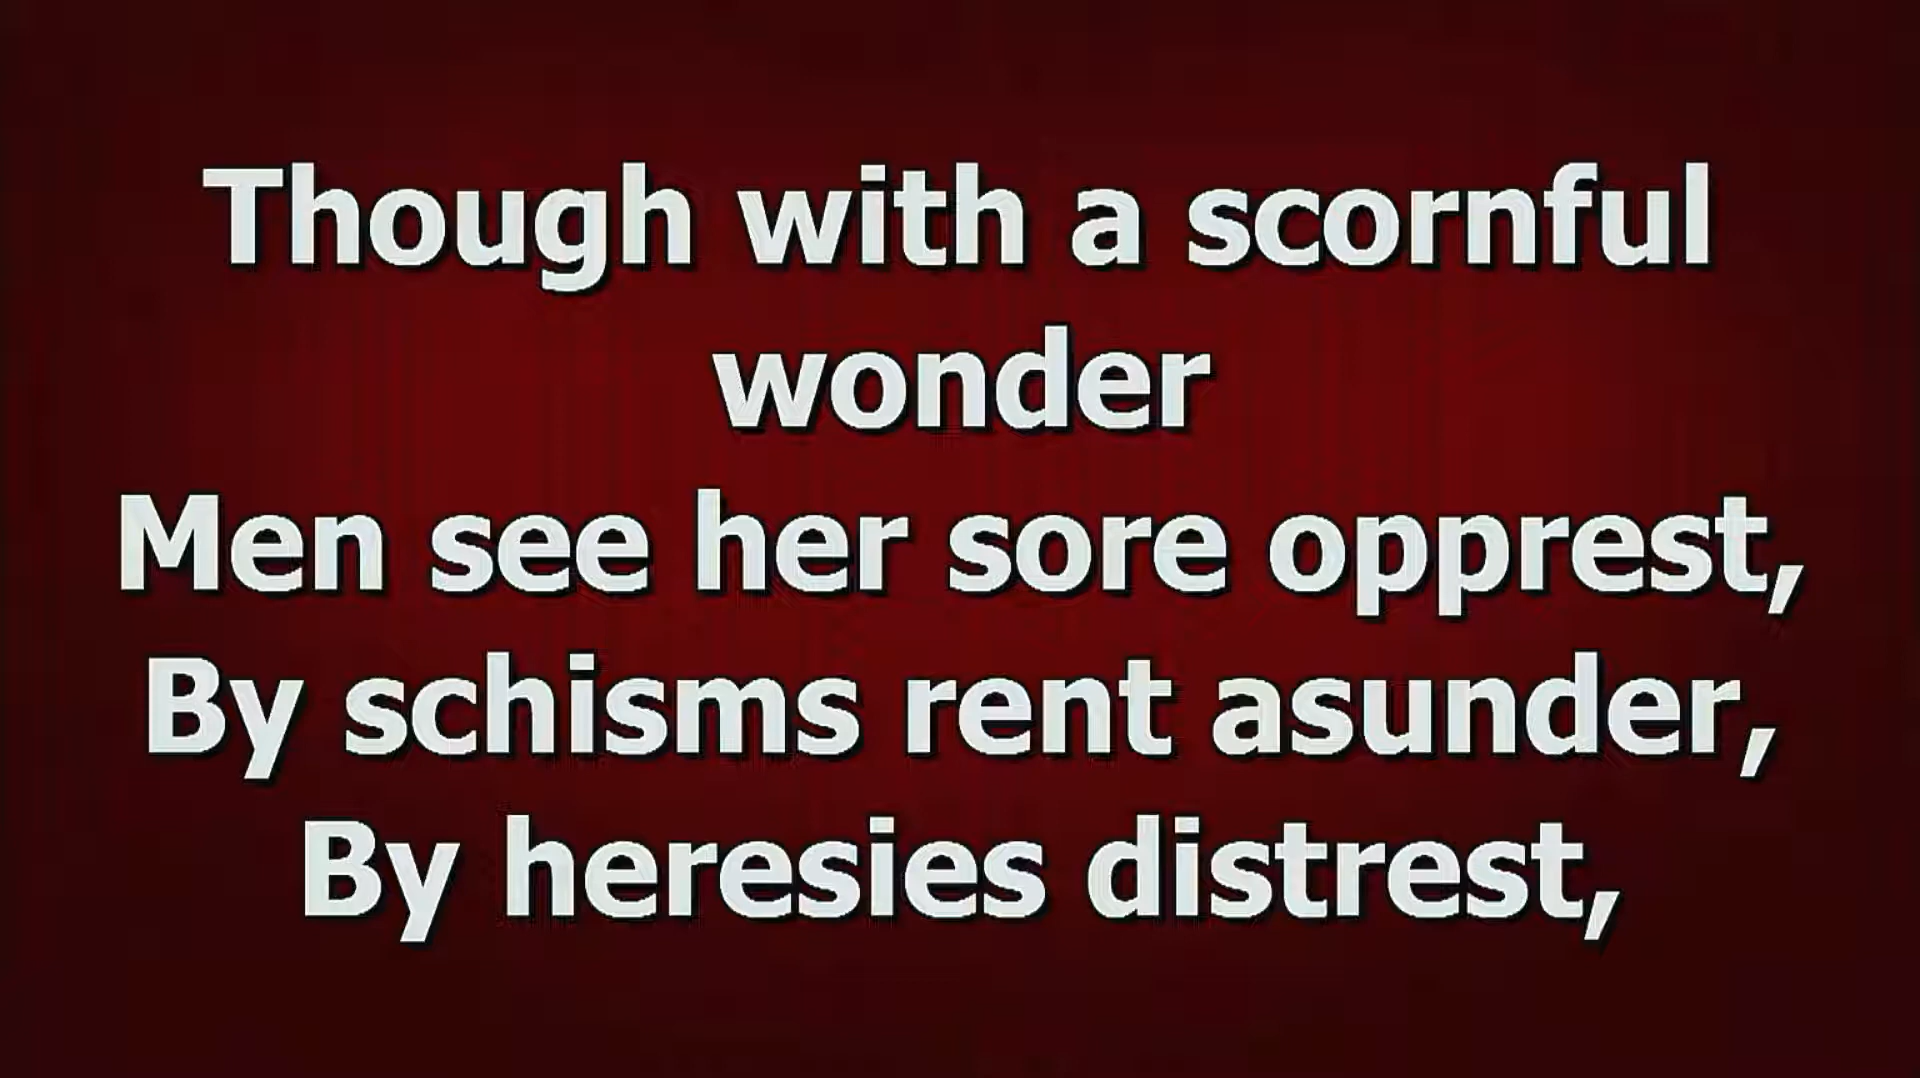 Though with a scornful
wonder
Men see her sore opprest,
By schisms rent asunder,
By heresies distrest,